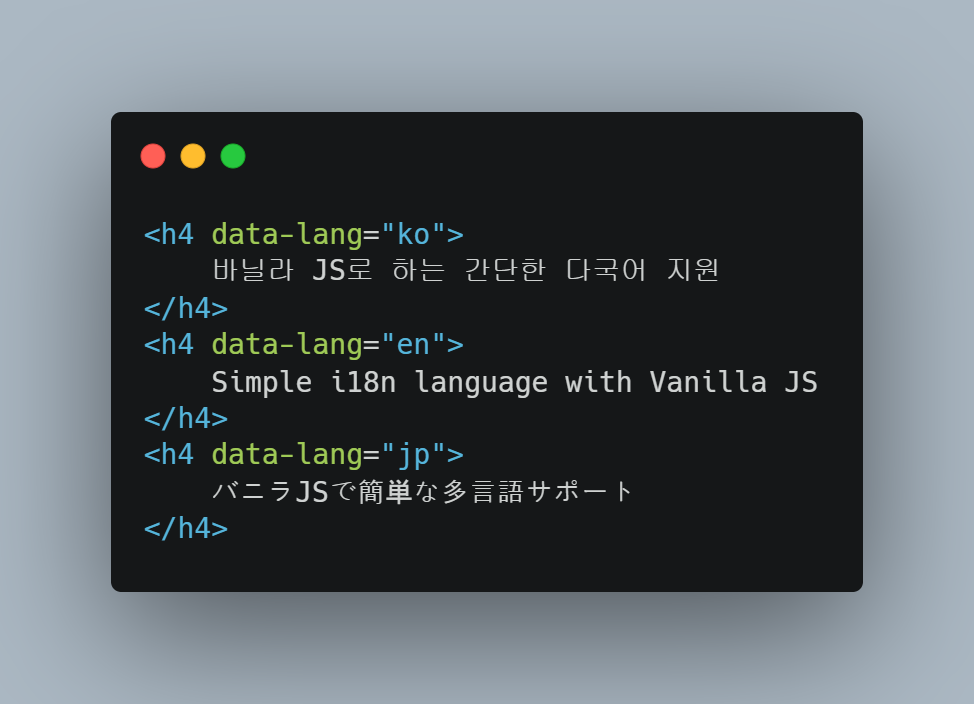 <h4 data-lang="ko">
바닐라 JS로 하는 간단한 다국어 지원
</h4>
<h4 data-lang="en">
Simple i18n language with Vanilla JS
</h4>
<h4 data-lang="jp">
バニラJSで簡単な多言語サポート
</h4>